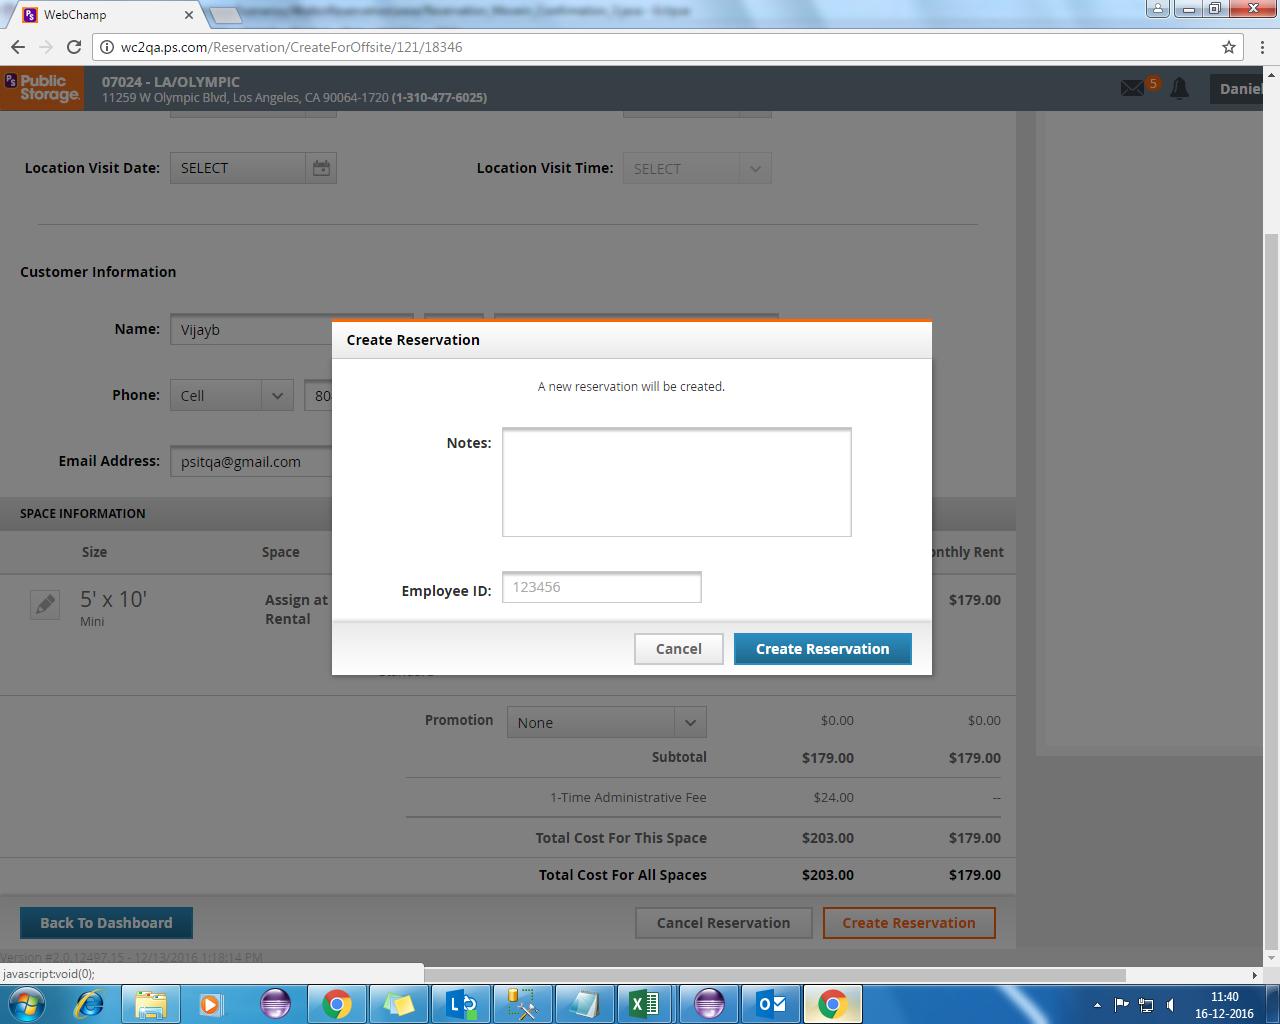 WebChamp
wc2qa.ps.com/Reservation/CreateForOffsite/121/18346
PS Public Storage.
07024 - LA/OLYMPIC
11259 W Olympic Blvd, Los Angeles, CA 90064-1720 (1-310-477-6025)
5
Daniel
Location Visit Date:
SELECT
Location Visit Time:
SELECT
Customer Information
Name:
Vijayb
Phone:
Cell
80
Email Address:
psitqa@gmail.com
Create Reservation
A new reservation will be created.
Notes:
Employee ID:
123456
Cancel
Create Reservation
SPACE INFORMATION
Size
Space
onthly Rent
5' x 10'
Mini
Assign at
Rental
$179.00
Promotion
None
$0.00
$0.00
Subtotal
$179.00
$179.00
1-Time Administrative Fee
$24.00
--
Total Cost For This Space
$203.00
$179.00
Total Cost For All Spaces
$203.00
$179.00
Back To Dashboard
Cancel Reservation
Create Reservation
Version #2.0.12497.15 - 12/13/2016 1:18:14 PM
javascript:void(0);
11:40
16-12-2016